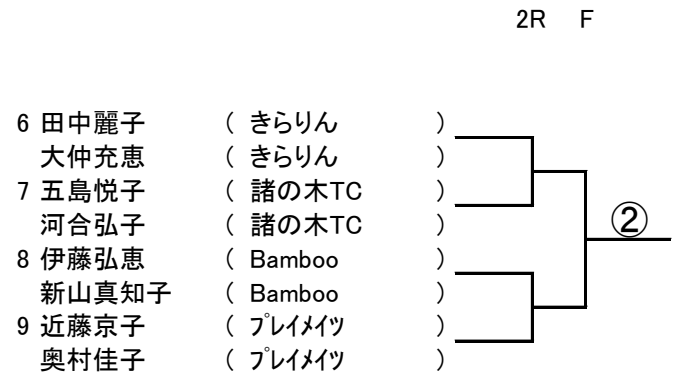 2R F
6 田中麗子 ( きらりん )
大仲充恵 ( きらりん )
7 五島悦子 ( 諸の木TC )
河合弘子 ( 諸の木TC )
②
8 伊藤弘恵 ( Bamboo )
新山真知子 ( Bamboo )
9 近藤京子 ( プレイメイツ )
奥村佳子 ( プレイメイツ )